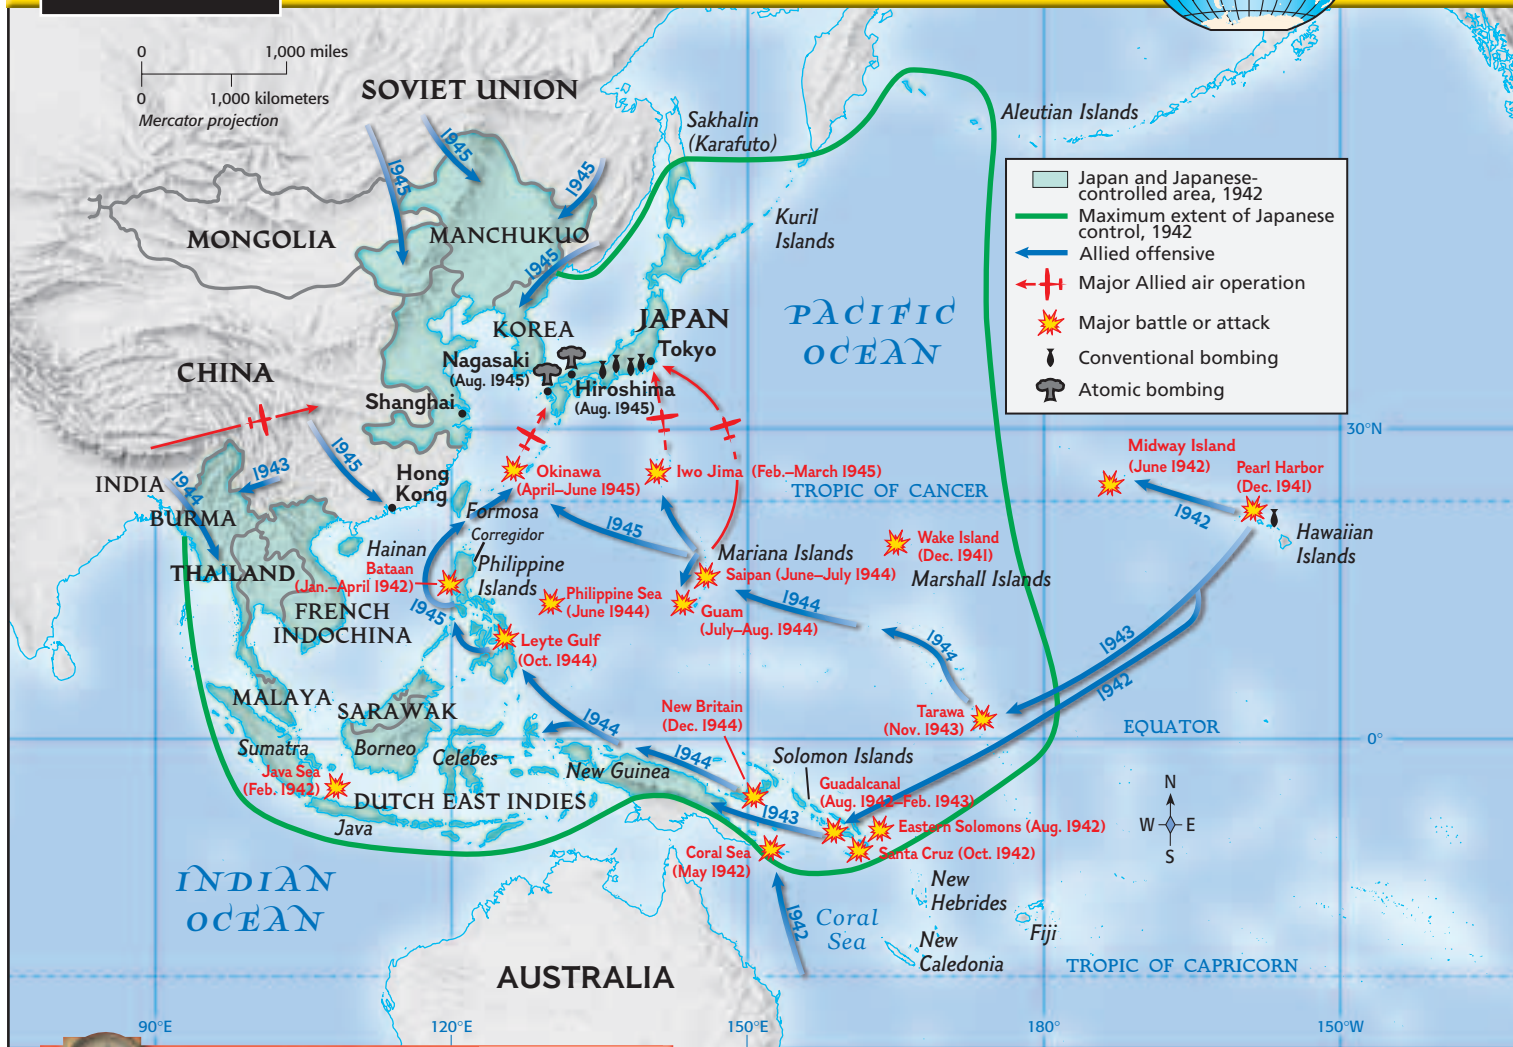 0
1,000 miles
0
1,000 kilometers
Mercator projection
SOVIET UNION
Sakhalin
(Karafuto)
Aleutian Islands
1945
1945
1945
1945
Japan and Japanese-
controlled area, 1942
Maximum extent of Japanese
control, 1942
Allied offensive
Major Allied air operation
Major battle or attack
Conventional bombing
Atomic bombing
MONGOLIA
MANCHUKUO
Kuril
Islands
PACIFIC
OCEAN
KOREA
JAPAN
Tokyo
Nagasaki
(Aug. 1945)
Hiroshima
(Aug. 1945)
CHINA
Shanghai
30°N
Midway Island
(June 1942)
Pearl Harbor
(Dec. 1941)
1942
Hawaiian
Islands
INDIA
1944
1943
1945
Hong
Kong
Okinawa
(April–June 1945)
Iwo Jima (Feb.–March 1945)
TROPIC OF CANCER
BURMA
Formosa
Corregidor
1945
Wake Island
(Dec. 1941)
Mariana Islands
Marshall Islands
Hainan
Bataan
(Jan.–April 1942)
Philippine
Islands
Saipan (June–July 1944)
THAILAND
Philippine Sea
(June 1944)
Guam
(July–Aug. 1944)
1944
1944
1943
1942
FRENCH
INDOCHINA
1945
Leyte Gulf
(Oct. 1944)
MALAYA
SARAWAK
New Britain
(Dec. 1944)
Tarawa
(Nov. 1943)
EQUATOR
0°
1944
1944
Sumatra
Borneo
Celebes
New Guinea
Solomon Islands
Java Sea
(Feb. 1942)
DUTCH EAST INDIES
Java
Guadalcanal
(Aug. 1942–Feb. 1943)
1943
Eastern Solomons (Aug. 1942)
Santa Cruz (Oct. 1942)
Coral Sea
(May 1942)
N
W
E
S
INDIAN
OCEAN
1942
Coral
Sea
New
Hebrides
Fiji
New
Caledonia
AUSTRALIA
TROPIC OF CAPRICORN
90°E
120°E
150°E
180°
150°W